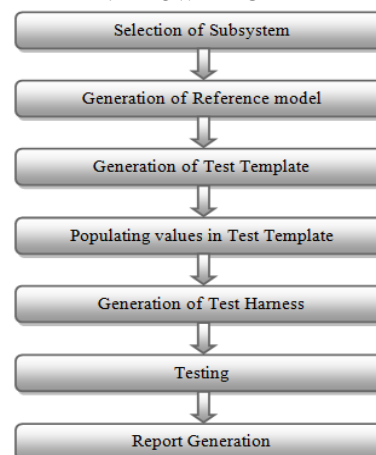 Selection of Subsystem
Generation of Reference model
Generation of Test Template
Populating values in Test Template
Generation of Test Harness
Testing
Report Generation